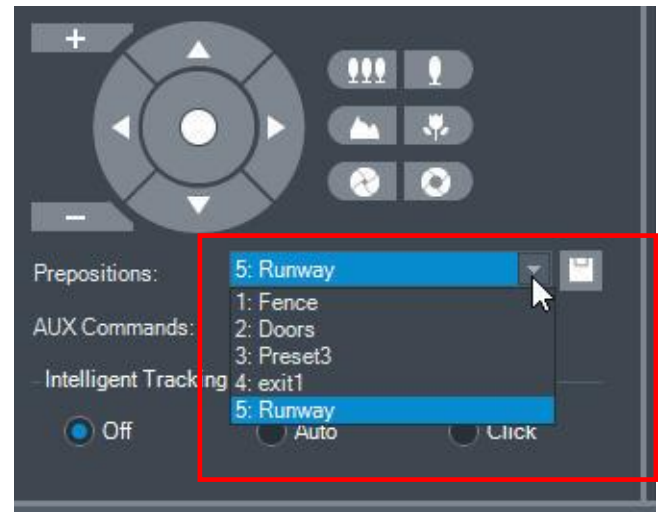 Prepositions:
5: Runway
1: Fence
AUX Commands:
2: Doors
3: Preset3
Intelligent Tracking
4: exit1
5: Runway
Off
Auto
Click